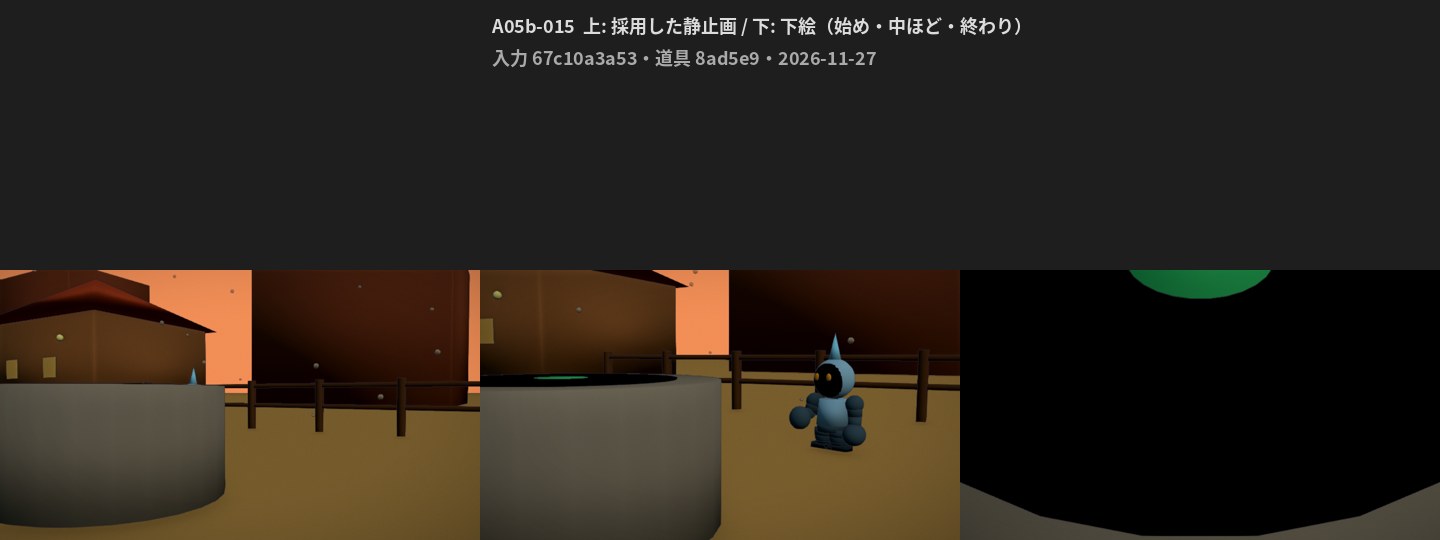 A05b-015 上: 採用した静止画 / 下: 下絵（始め・中ほど・終わり）
入力 67c10a3a53・道具 8ad5e9・2026-11-27